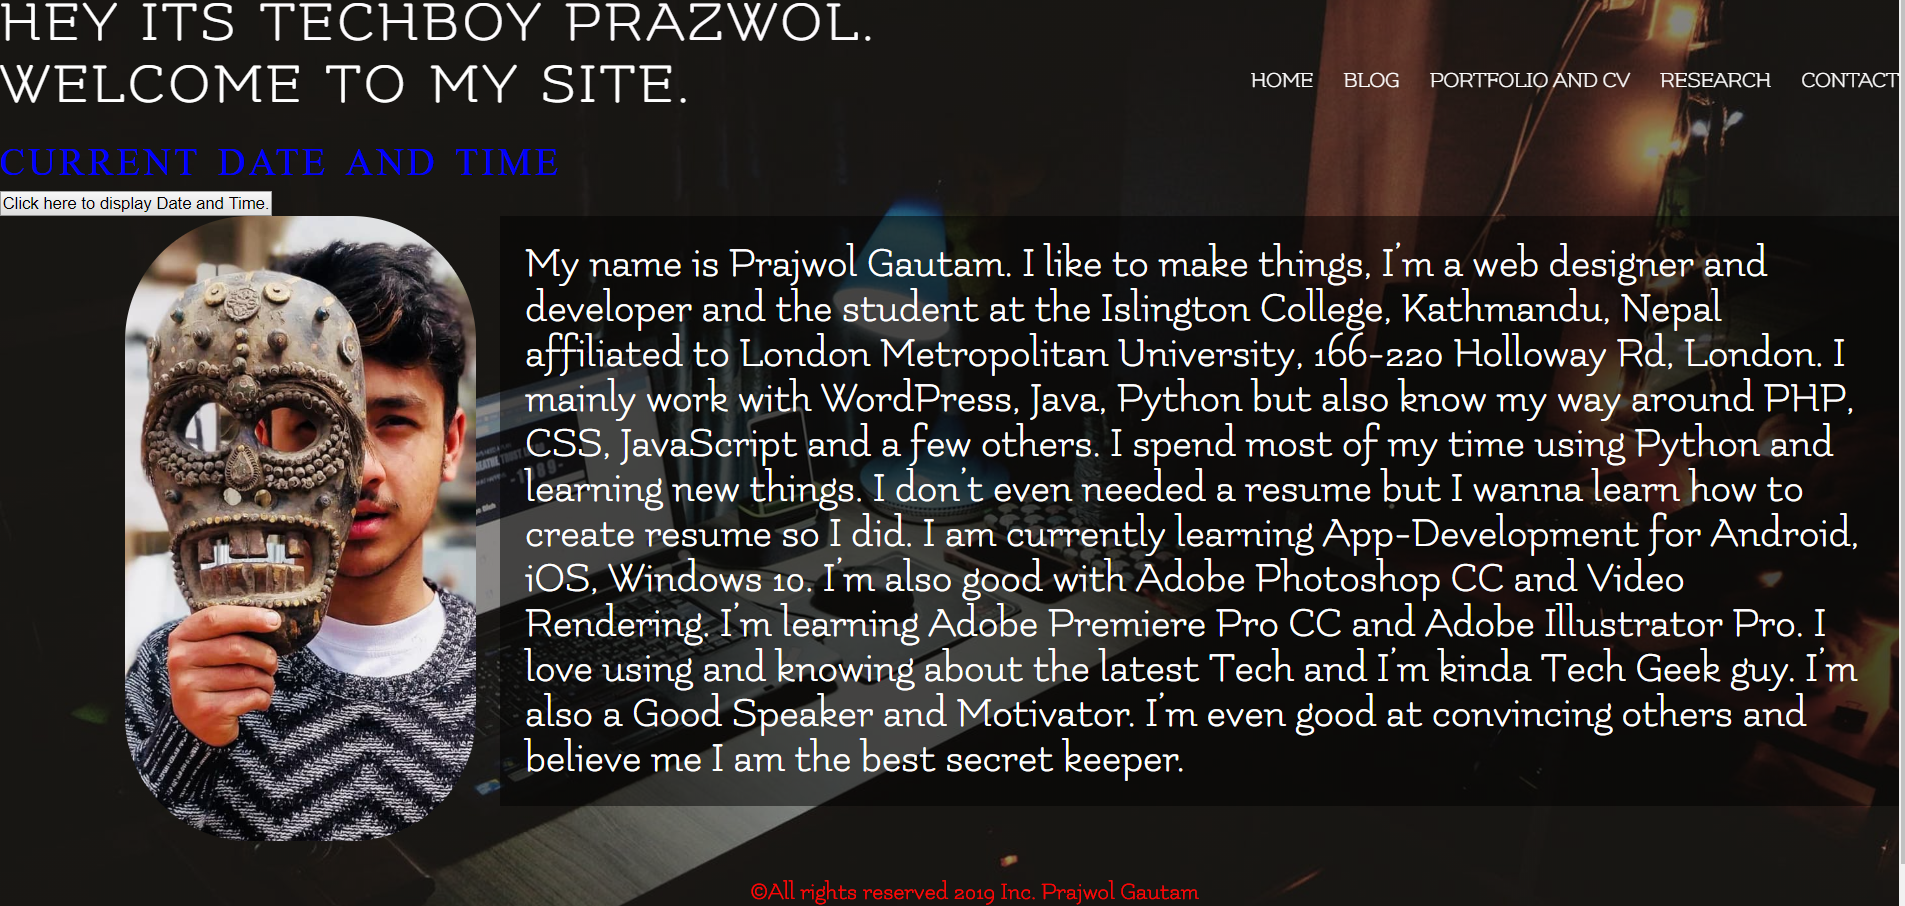 HEY ITS TECHBOY PRAZWOL.
WELCOME TO MY SITE.
HOME BLOG PORTFOLIO AND CV RESEARCH CONTACT
CURRENT DATE AND TIME
Click here to display Date and Time.
My name is Prajwol Gautam. I like to make things, I'm a web designer and
developer and the student at the Islington College, Kathmandu, Nepal
affiliated to London Metropolitan University, 166-220 Holloway Rd, London. I
mainly work with WordPress, Java, Python but also know my way around PHP,
CSS, JavaScript and a few others. I spend most of my time using Python and
learning new things. I don't even needed a resume but I wanna learn how to
create resume so I did. I am currently learning App-Development for Android,
iOS, Windows 10. I'm also good with Adobe Photoshop CC and Video
Rendering. I'm learning Adobe Premiere Pro CC and Adobe Illustrator Pro. I
love using and knowing about the latest Tech and I'm kinda Tech Geek guy. I'm
also a Good Speaker and Motivator. I'm even good at convincing others and
believe me I am the best secret keeper.
-1989-
©All rights reserved 2019 Inc. Prajwol Gautam